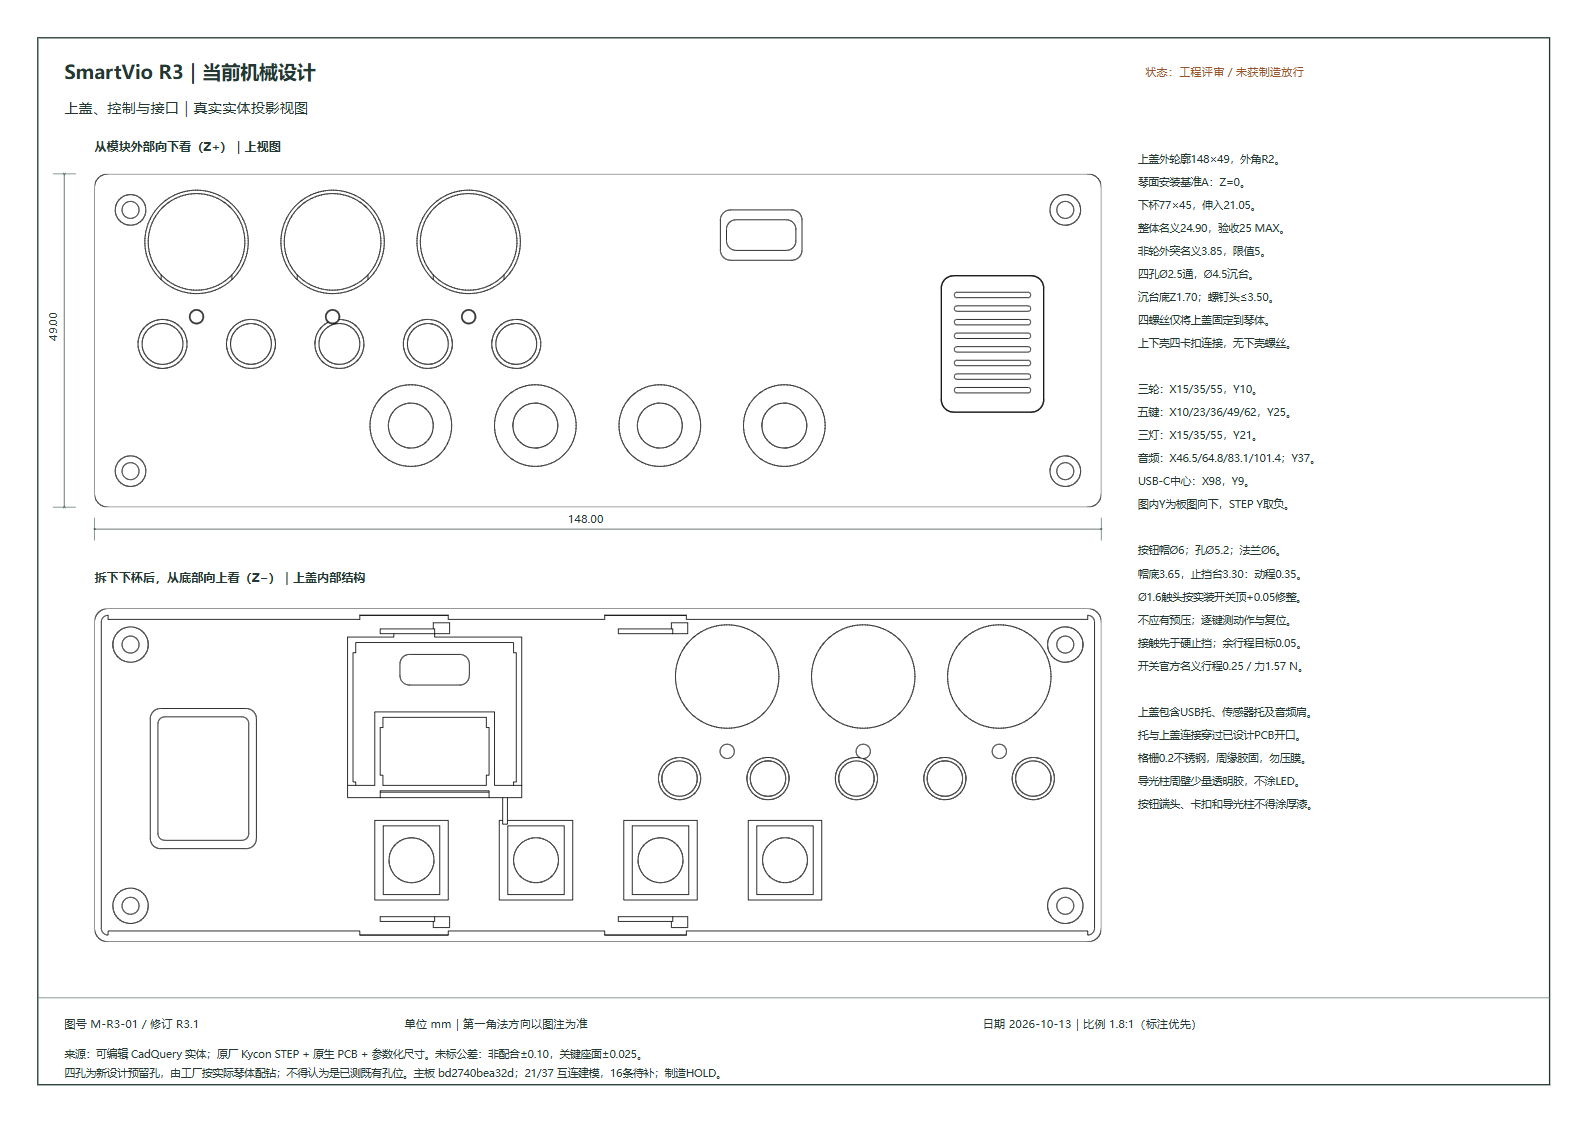 SmartVio R3 | 当前机械设计
状态：工程评审 / 未获制造放行
上盖、控制与接口 | 真实实体投影视图
从模块外部向下看（Z+） | 上视图
49.00
148.00
上盖外轮廓148×49，外角R2。
琴面安装基准A：Z=0。
下杯77×45，伸入21.05。
整体名义24.90，验收25 MAX。
非轮外突名义3.85，限值5。
四孔Ø2.5通，Ø4.5沉台。
沉台底Z1.70；螺钉头≤3.50。
四螺丝仅将上盖固定到琴体。
上下壳四卡扣连接，无下壳螺丝。
三轮：X15/35/55，Y10。
五键：X10/23/36/49/62，Y25。
三灯：X15/35/55，Y21。
音频：X46.5/64.8/83.1/101.4；Y37。
USB-C中心：X98，Y9。
图内Y为板图向下，STEP Y取负。
按钮帽Ø6；孔Ø5.2；法兰Ø6。
帽底3.65，止挡台3.30：动程0.35。
Ø1.6触头按实装开关顶+0.05修整。
不应有预压；逐键测动作与复位。
接触先于硬止挡；余行程目标0.05。
开关官方名义行程0.25 / 力1.57 N。
上盖包含USB托、传感器托及音频肩。
托与上盖连接穿过已设计PCB开口。
格栅0.2不锈钢，周缘胶固，勿压膜。
导光柱周壁少量透明胶，不涂LED。
按钮端头、卡扣和导光柱不得涂厚漆。
拆下下杯后，从底部向上看（Z−） | 上盖内部结构
图号 M-R3-01 / 修订 R3.1
单位 mm | 第一角法方向以图注为准
日期 2026-10-13 | 比例 1.8:1（标注优先）
来源：可编辑 CadQuery 实体；原厂 Kycon STEP + 原生 PCB + 参数化尺寸。未标公差：非配合±0.10，关键座面±0.025。
四孔为新设计预留孔，由工厂按实际琴体配钻；不得认为是已测既有孔位。主板 bd2740bea32d；21/37 互连建模，16条待补；制造HOLD。